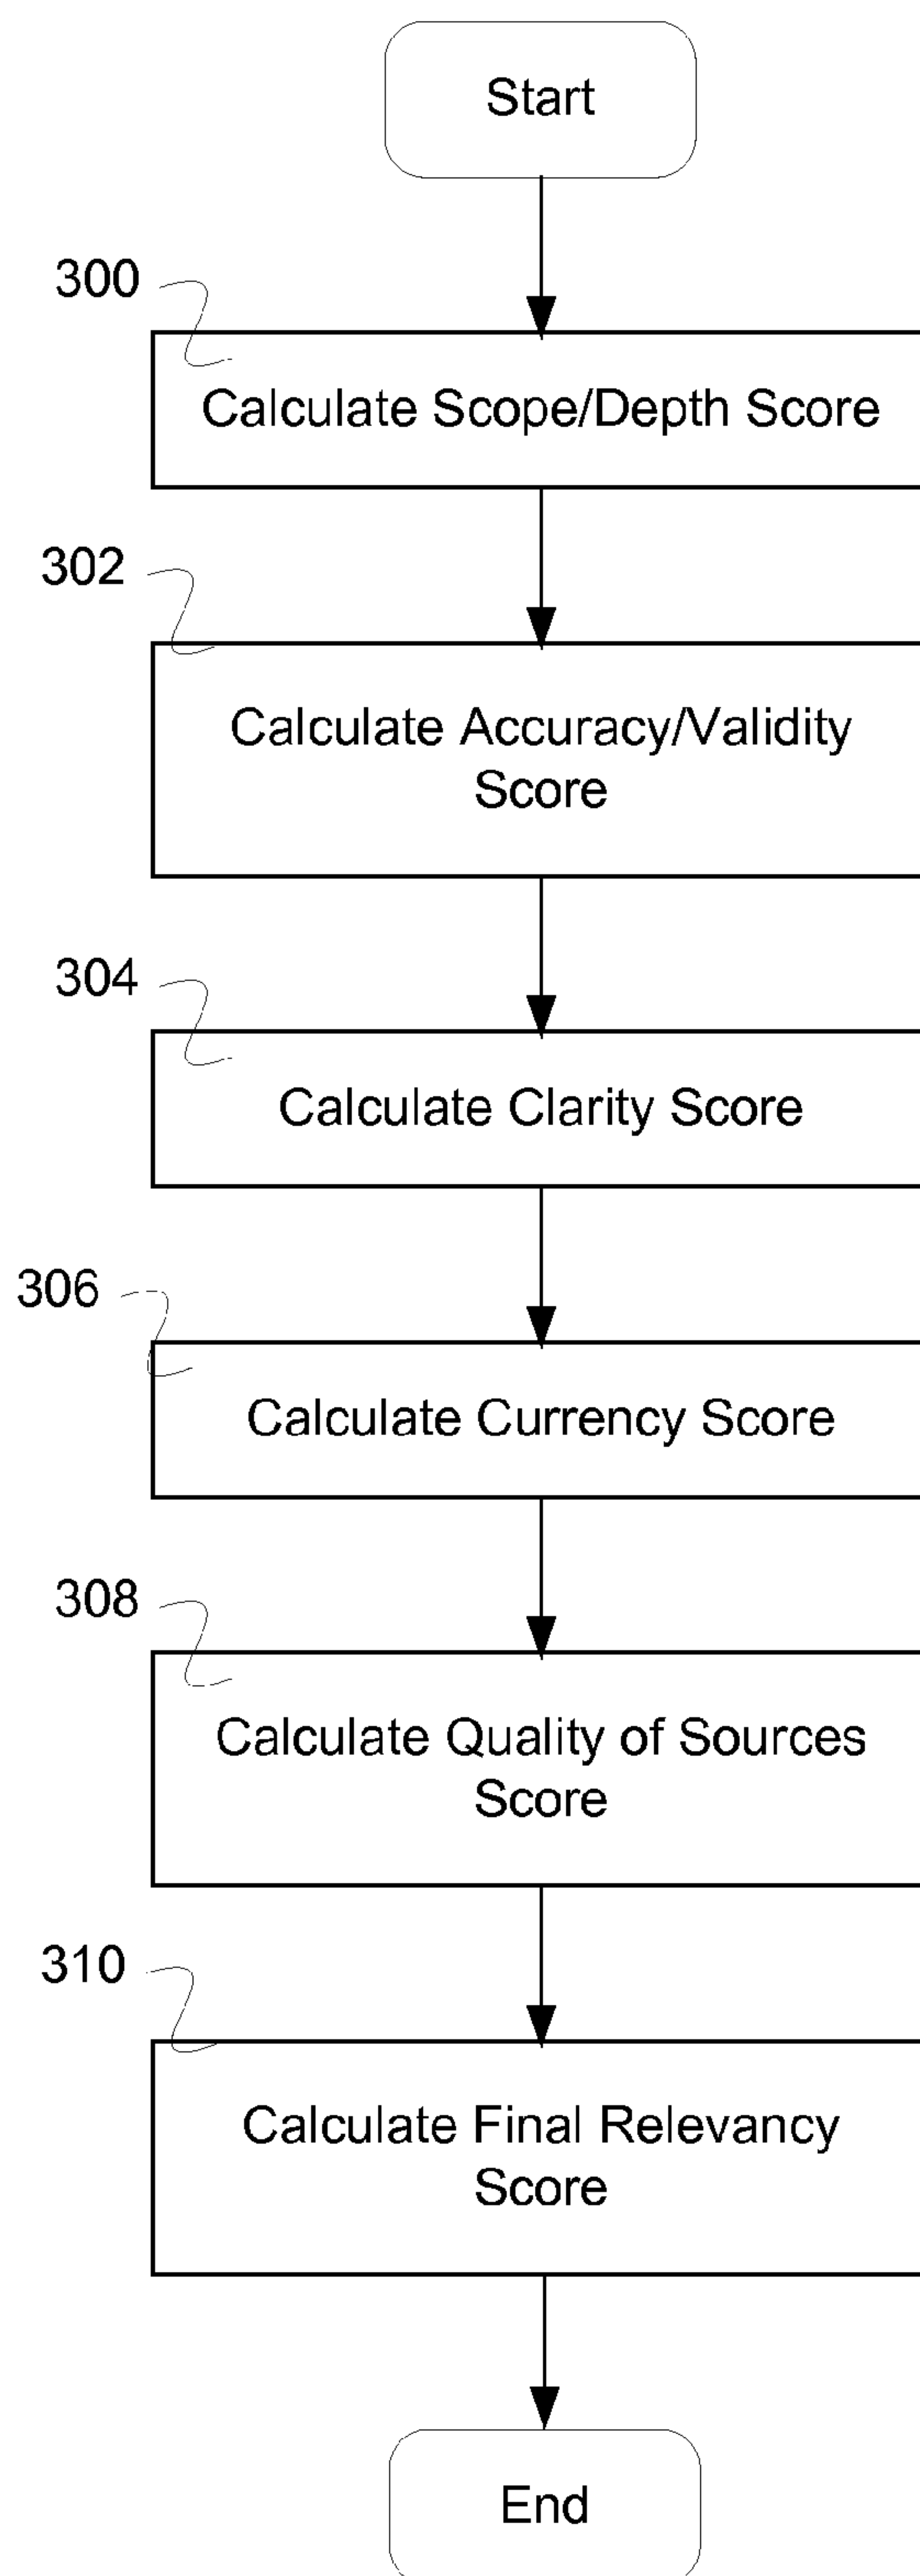 Start
300
Calculate Scope/Depth Score
302
Calculate Accuracy/Validity
Score
304
Calculate Clarity Score
306
Calculate Currency Score
308
Calculate Quality of Sources
Score
310
Calculate Final Relevancy
Score
End